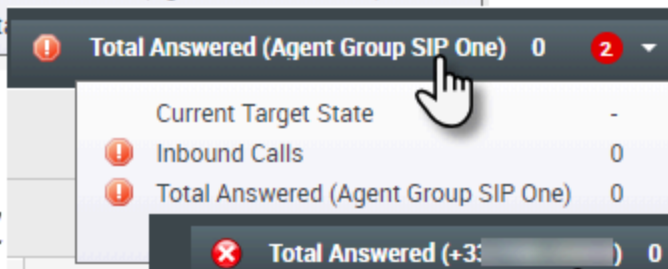 Total Answered (Agent Group SIP One) 0 2
Current Target State -
Inbound Calls 0
Total Answered (Agent Group SIP One) 0
Total Answered (+33 ) 0